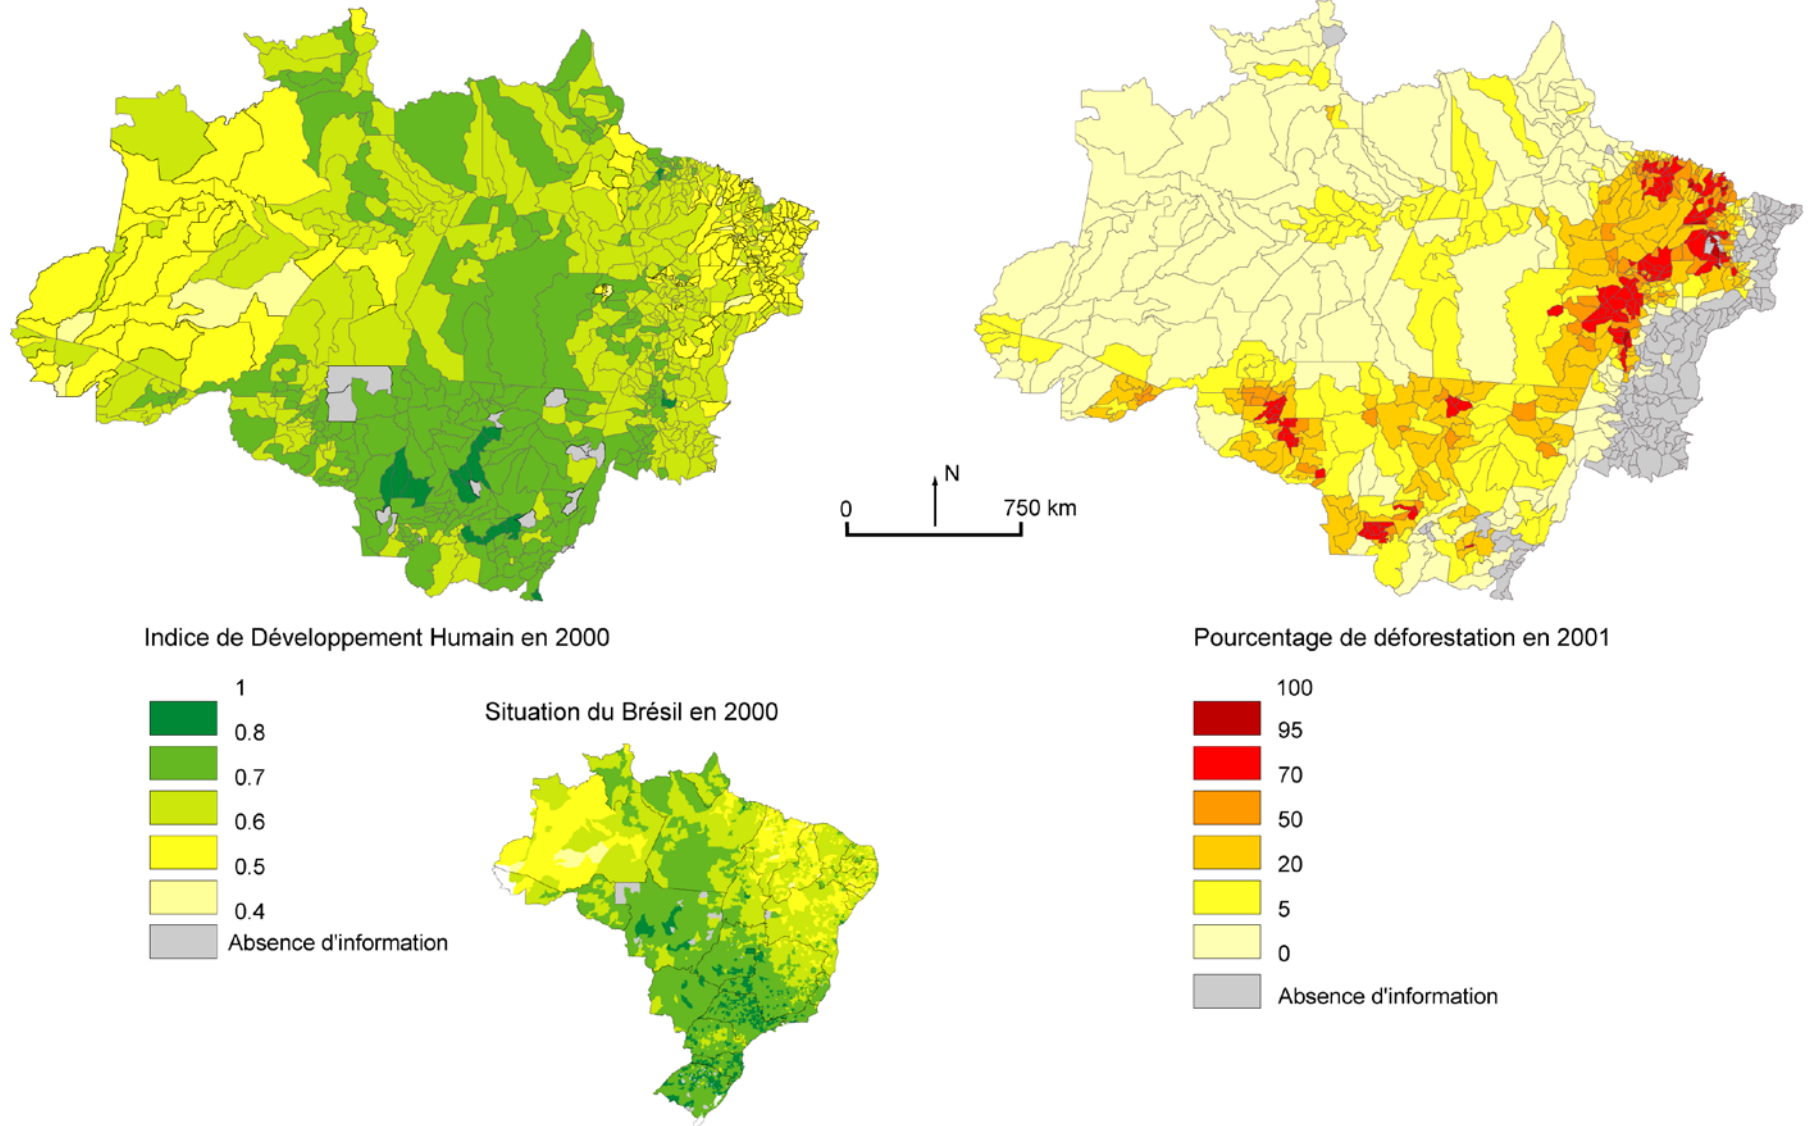 N
0
750 km
Indice de Développement Humain en 2000
1
0.8
0.7
0.6
0.5
0.4
Absence d'information
Situation du Brésil en 2000
Pourcentage de déforestation en 2001
100
95
70
50
20
5
0
Absence d'information